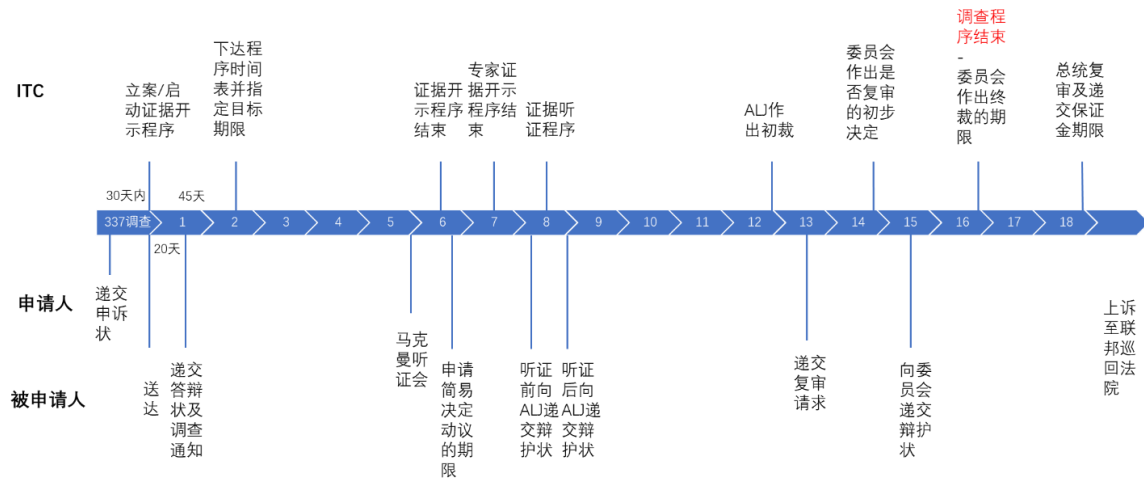 ITC
立案/启
动证据开
示程序
下达程
序时间
表并指
定目标
期限
证据开
示程序
结束
专家证
据开示
程序结
束
证据听
证程序
ALJ作
出初裁
委员会
作出是
否复审
的初步
决定
调查程
序结束
-
委员会
作出终
裁的期
限
总统复
审及递
交保证
金期限
30天内
45天
337调查
1
2
3
4
5
6
7
8
9
10
11
12
13
14
15
16
17
18
20天
申请人
被申请人
递交
申诉
状
送
达
递交
答辩
状及
调查
通知
马克
曼听
证会
申请
简易
决定
动议
的期
限
听证
前向
ALJ递
交辩
护状
听证
后向
ALJ递
交辩
护状
递交
复审
请求
向委
员会
递交
辩护
状
上诉
至联
邦巡
回法
院